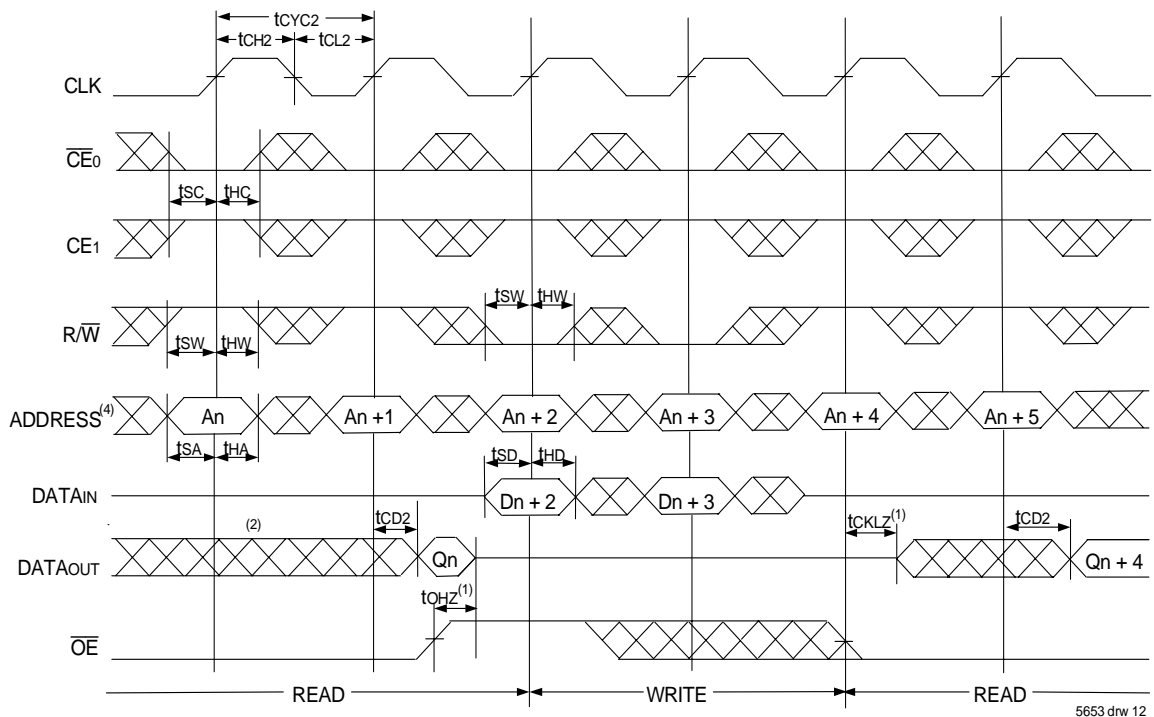 tCYC2
tCH2 tCL2
CLK
CE0
tSC tHC
CE1
tSW tHW
R/W
tSW tHW
ADDRESS(4) An An +1 An + 2 An + 3 An + 4 An + 5
tSA tHA
tSD tHD
DATAIN Dn + 2 Dn + 3
(2) tCD2 tCKLZ(1) tCD2
DATAOUT Qn Qn + 4
tOHZ(1)
OE
READ WRITE READ
5653 drw 12